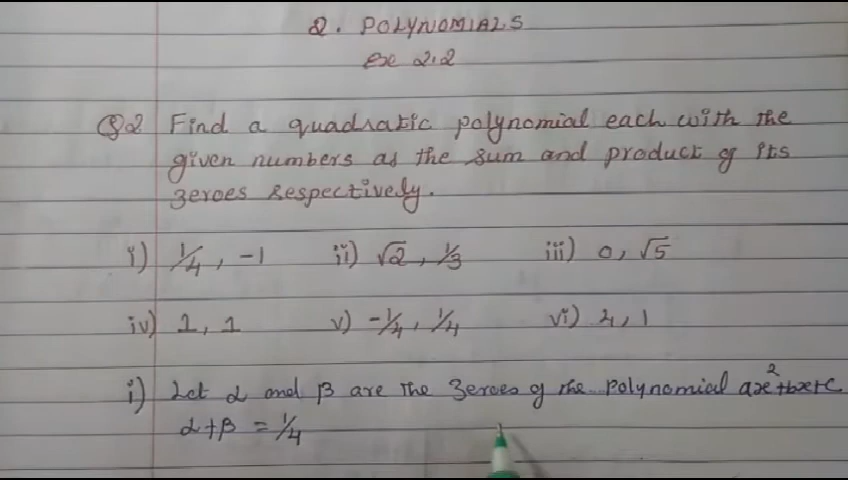 2. POLYNOMIALS
Ex 2.2
Q2 Find a quadratic polynomial each with the
given numbers as the sum and product of its
zeroes respectively.
i) 1/4, -1 ii) √2, 1/3 iii) 0, √5
iv) 1, 1 v) -1/4, 1/4 vi) 4, 1
i) Let α and β are the zeroes of the polynomial ax²+bx+c
α+β = 1/4